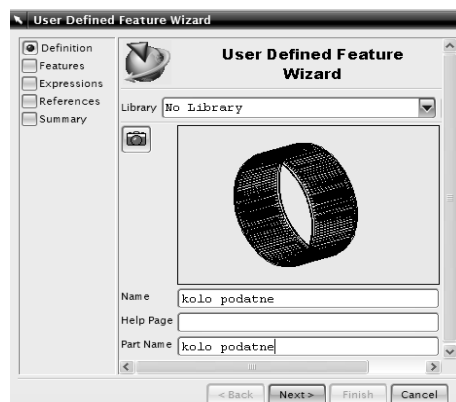 User Defined Feature Wizard
Definition
Features
Expressions
References
Summary
User Defined Feature
Wizard
Library No Library
Name kolo podatne
Help Page
Part Name kolo podatne
< Back Next > Finish Cancel